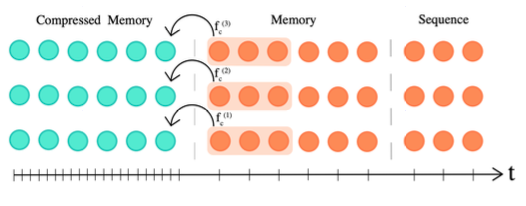 Compressed Memory
Memory
Sequence
f_c^(3)
f_c^(2)
f_c^(1)
t